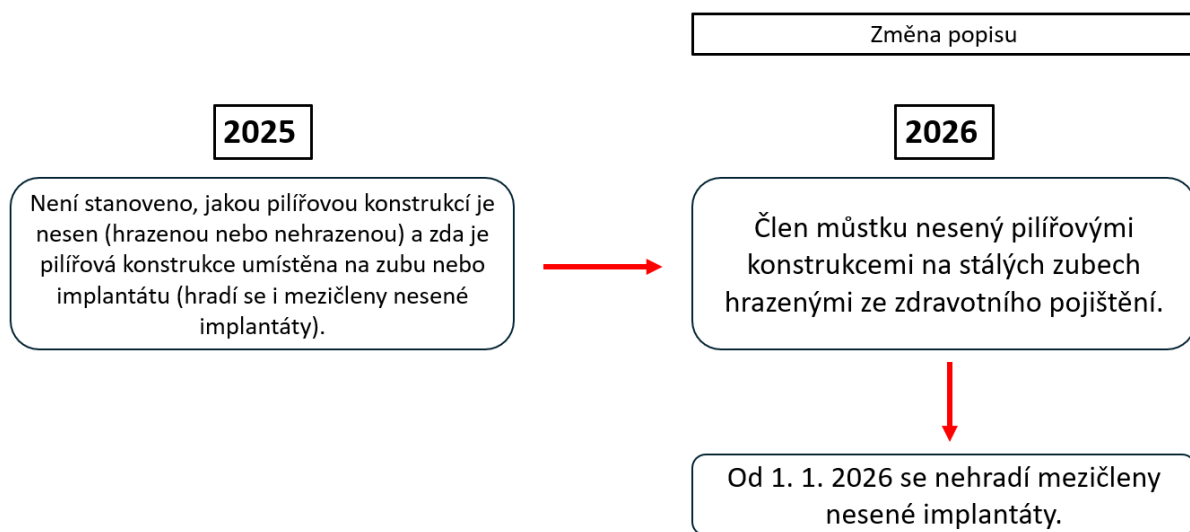 Změna popisu
2025
2026
Není stanoveno, jakou pilířovou konstrukcí je
nesen (hrazenou nebo nehrazenou) a zda je
pilířová konstrukce umístěna na zubu nebo
implantátu (hradí se i mezičleny nesené
implantáty).
Člen můstku nesený pilířovými
konstrukcemi na stálých zubech
hrazenými ze zdravotního pojištění.
Od 1. 1. 2026 se nehradí mezičleny
nesené implantáty.